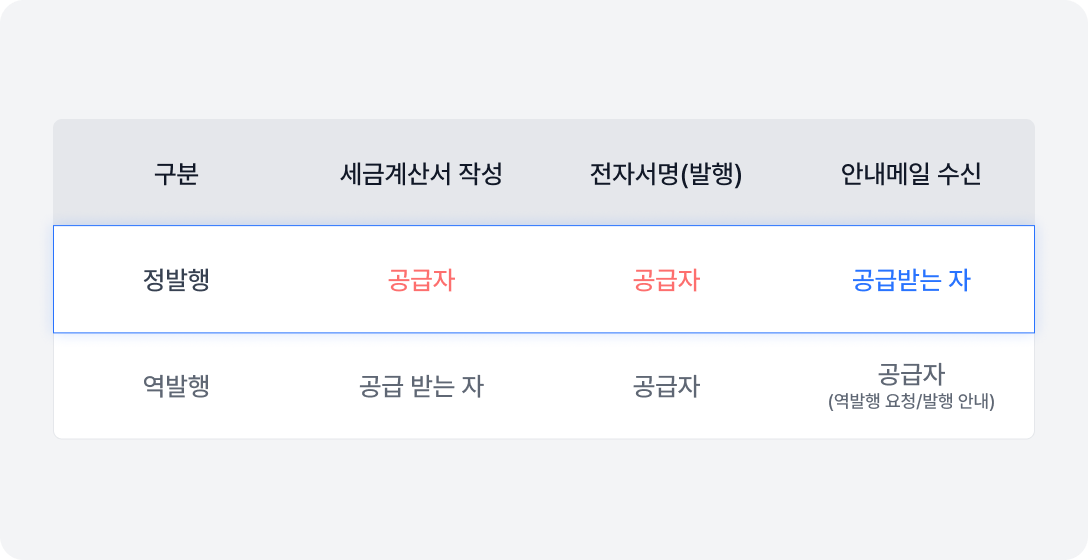 구분 세금계산서 작성 전자서명(발행) 안내메일 수신
정발행 공급자 공급자 공급받는 자
역발행 공급 받는 자 공급자 공급자
(역발행 요청/발행 안내)